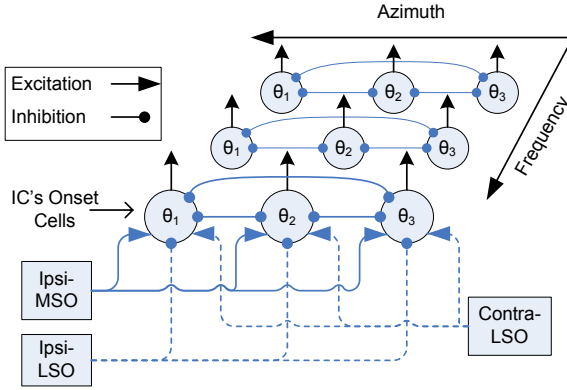 Azimuth
Excitation
Inhibition
θ1 θ2 θ3
θ1 θ2 θ3
Frequency
IC's Onset
Cells
θ1 θ2 θ3
Ipsi-
MSO
Contra-
LSO
Ipsi-
LSO